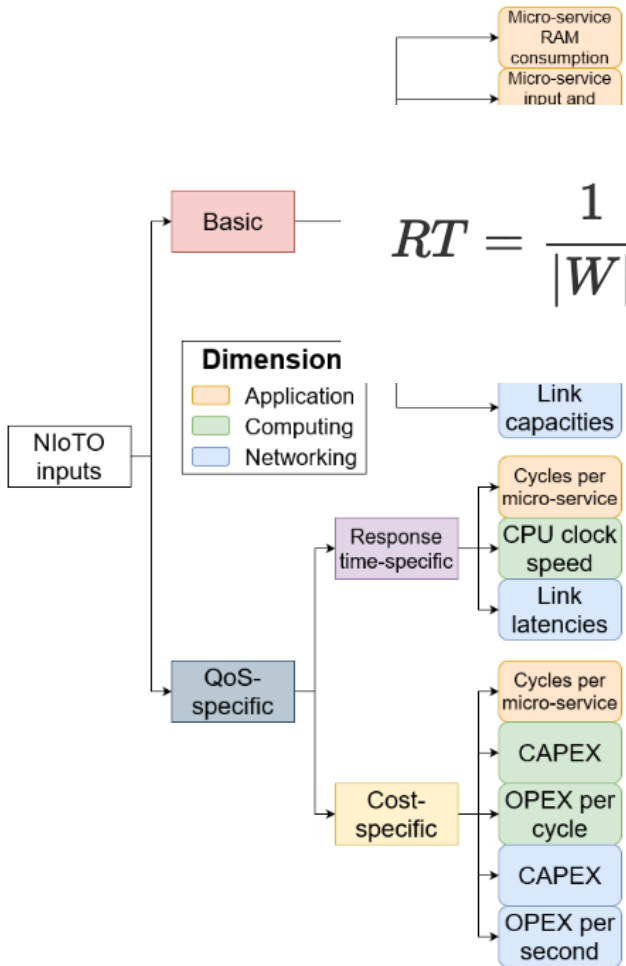 Micro-service
RAM
consumption
Micro-service
input and
Basic
RT = 1
|W|
Dimension
Application
Computing
Networking
Link
capacities
NIoTO
inputs
Cycles per
micro-service
Response
time-specific
CPU clock
speed
Link
latencies
QoS-
specific
Cycles per
micro-service
CAPEX
Cost-
specific
OPEX per
cycle
CAPEX
OPEX per
second